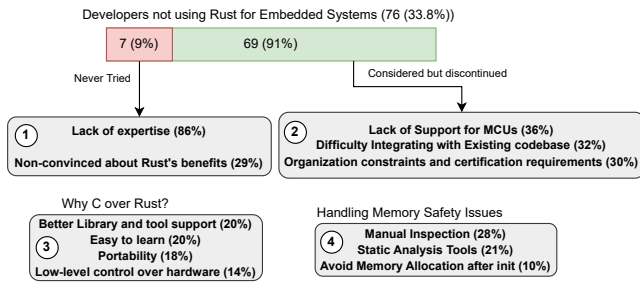 Developers not using Rust for Embedded Systems (76 (33.8%))
7 (9%)
69 (91%)
Never Tried
Considered but discontinued
1
Lack of expertise (86%)
Non-convinced about Rust's benefits (29%)
2
Lack of Support for MCUs (36%)
Difficulty Integrating with Existing codebase (32%)
Organization constraints and certification requirements (30%)
Why C over Rust?
Better Library and tool support (20%)
Easy to learn (20%)
3
Portability (18%)
Low-level control over hardware (14%)
Handling Memory Safety Issues
Manual Inspection (28%)
4
Static Analysis Tools (21%)
Avoid Memory Allocation after init (10%)